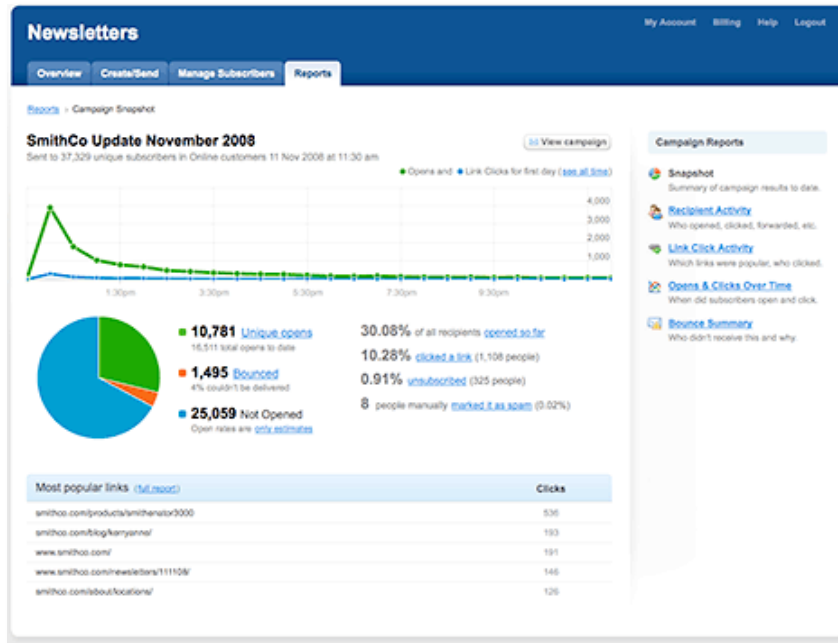 My Account Billing Help Logout
Newsletters
Overview Create/Send Manage Subscribers Reports
Reports > Campaign Snapshot
SmithCo Update November 2008
View campaign
Sent to 37,329 unique subscribers in Online customers 11 Nov 2008 at 11:30 am
Opens and Link Clicks for first day (see all time)
4,000
3,000
2,000
1,000
1:30pm 3:30pm 5:30pm 7:30pm 9:30pm
10,781 Unique opens
16,511 total opens to date
1,495 Bounced
4% couldn't be delivered
25,059 Not Opened
Open rates are only estimates
30.08% of all recipients opened so far
10.28% clicked a link (1,108 people)
0.91% unsubscribed (325 people)
8 people manually marked it as spam (0.02%)
Most popular links (full report) Clicks
smithco.com/products/smithenator3000 536
smithco.com/blog/kerryanne/ 193
www.smithco.com/ 191
www.smithco.com/newsletters/111108/ 146
smithco.com/about/locations/ 126
Campaign Reports
Snapshot
Summary of campaign results to date.
Recipient Activity
Who opened, clicked, forwarded, etc.
Link Click Activity
Which links were popular, who clicked.
Opens & Clicks Over Time
When did subscribers open and click.
Bounce Summary
Who didn't receive this and why.